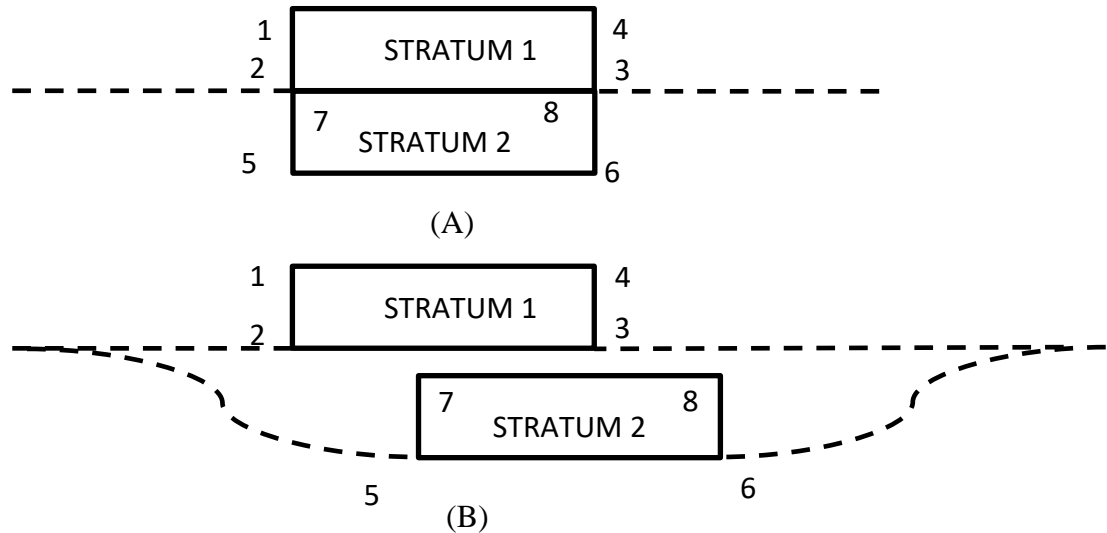 1 STRATUM 1 4
2 3
7 8
STRATUM 2
5 6
(A)
1 STRATUM 1 4
2 3
7 STRATUM 2 8
5 6
(B)